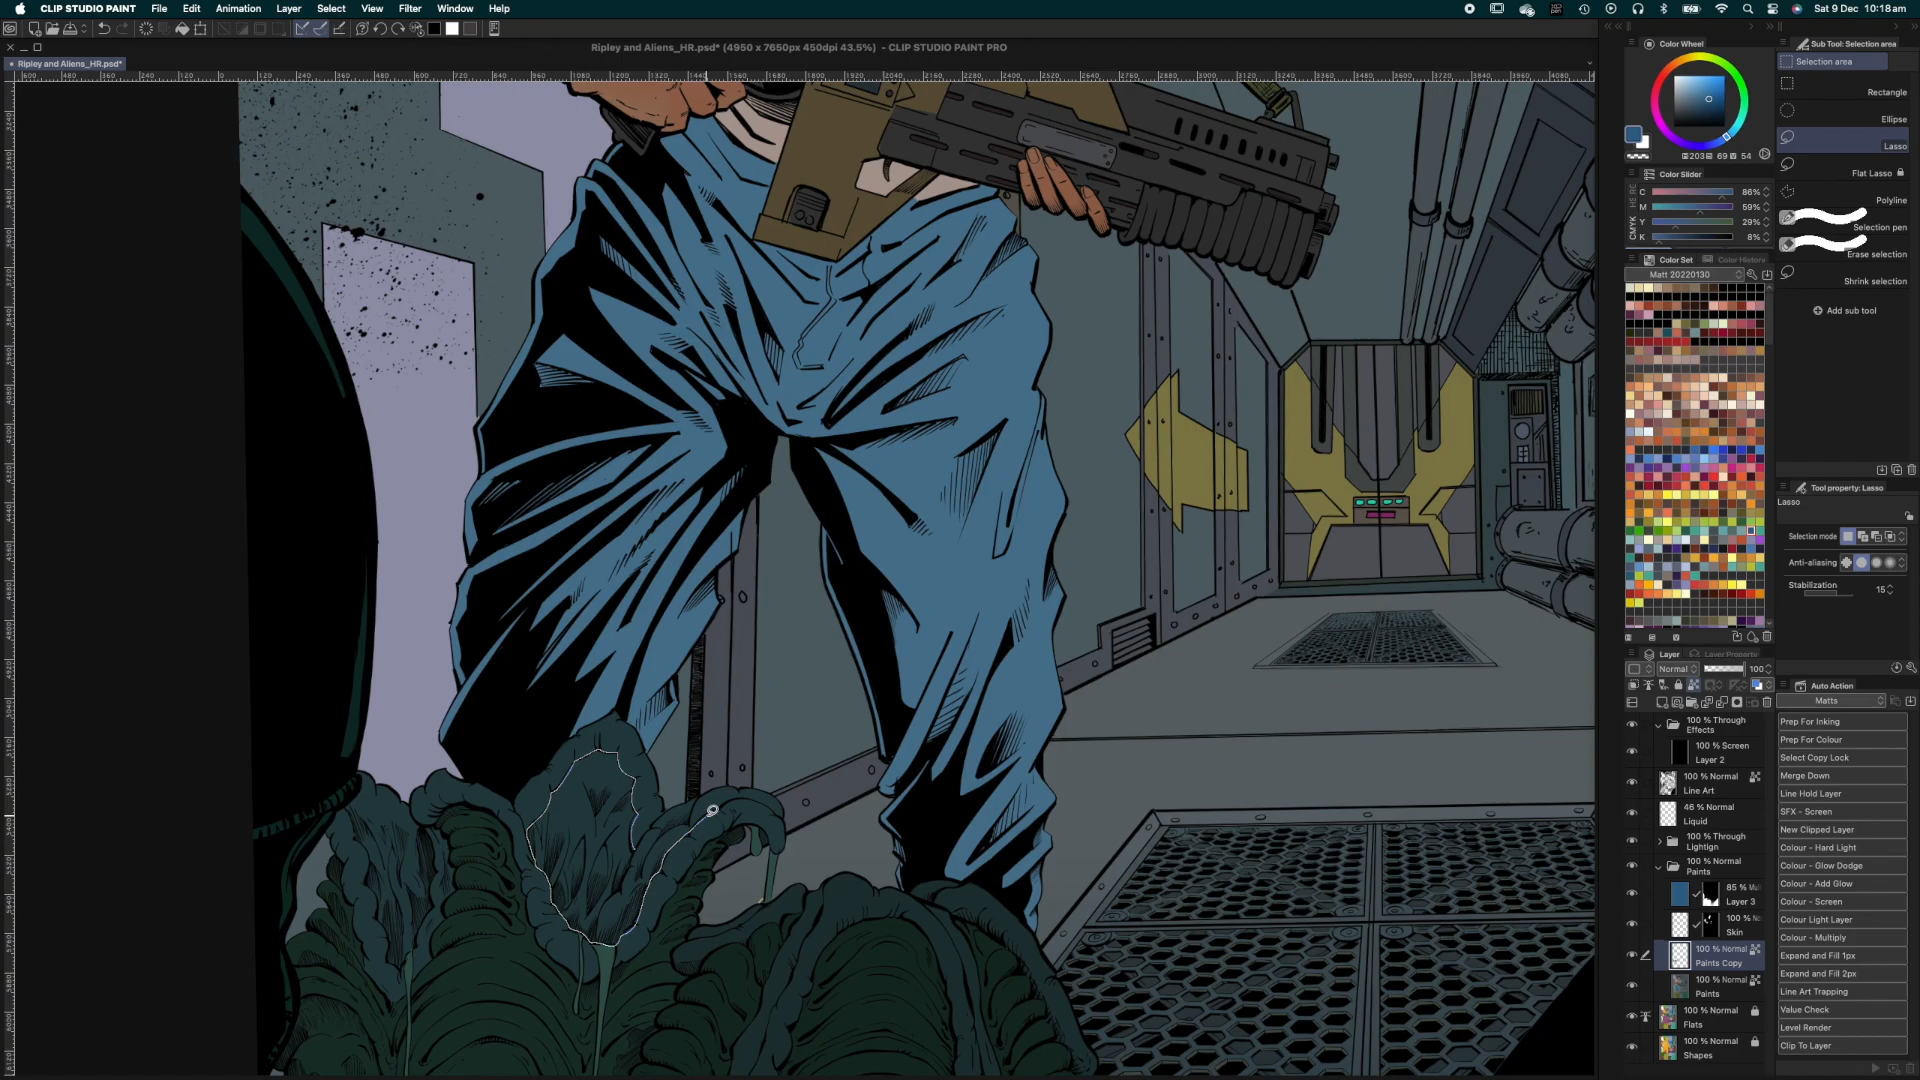 CLIP STUDIO PAINT File Edit Animation Layer Select View Filter Window Help Sat 9 Dec 10:18am
Ripley and Aliens_HR.psd* (4950 x 7650px 450dpi 43.5%) - CLIP STUDIO PAINT PRO
Ripley and Aliens_HR.psd*
Color Wheel
203 69 V 54
Color Slider
C 86%
M 59%
Y 29%
K 8%
CMYK
Color Set Color History
Matt 20220130
Layer Layer Property
Normal 100
100 % Through
Effects
100 % Screen
Layer 2
100 % Normal
Line Art
46 % Normal
Liquid
100 % Through
Lightign
100 % Normal
Paints
85 % Mu
Layer 3
100 % No
Skin
100 % Normal
Paints Copy
100 % Normal
Paints
100 % Normal
Flats
100 % Normal
Shapes
Sub Tool: Selection area
Selection area
Rectangle
Ellipse
Lasso
Flat Lasso
Polyline
Selection pen
Erase selection
Shrink selection
Add sub tool
Tool property: Lasso
Lasso
Selection mode
Anti-aliasing
Stabilization 15
Auto Action
Matts
Prep For Inking
Prep For Colour
Select Copy Lock
Merge Down
Line Hold Layer
SFX - Screen
New Clipped Layer
Colour - Hard Light
Colour - Glow Dodge
Colour - Add Glow
Colour - Screen
Colour Light Layer
Colour - Multiply
Expand and Fill 1px
Expand and Fill 2px
Line Art Trapping
Value Check
Level Render
Clip To Layer